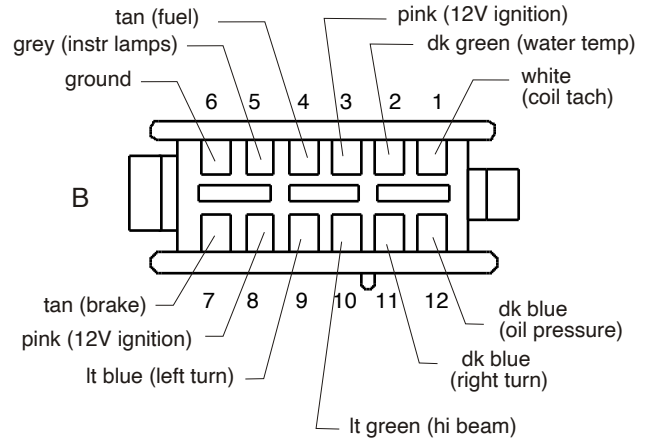 tan (fuel)
pink (12V ignition)
grey (instr lamps)
dk green (water temp)
ground
white
(coil tach)
6 5 4 3 2 1
B
7 8 9 10 11 12
tan (brake)
dk blue
(oil pressure)
pink (12V ignition)
dk blue
(right turn)
lt blue (left turn)
lt green (hi beam)